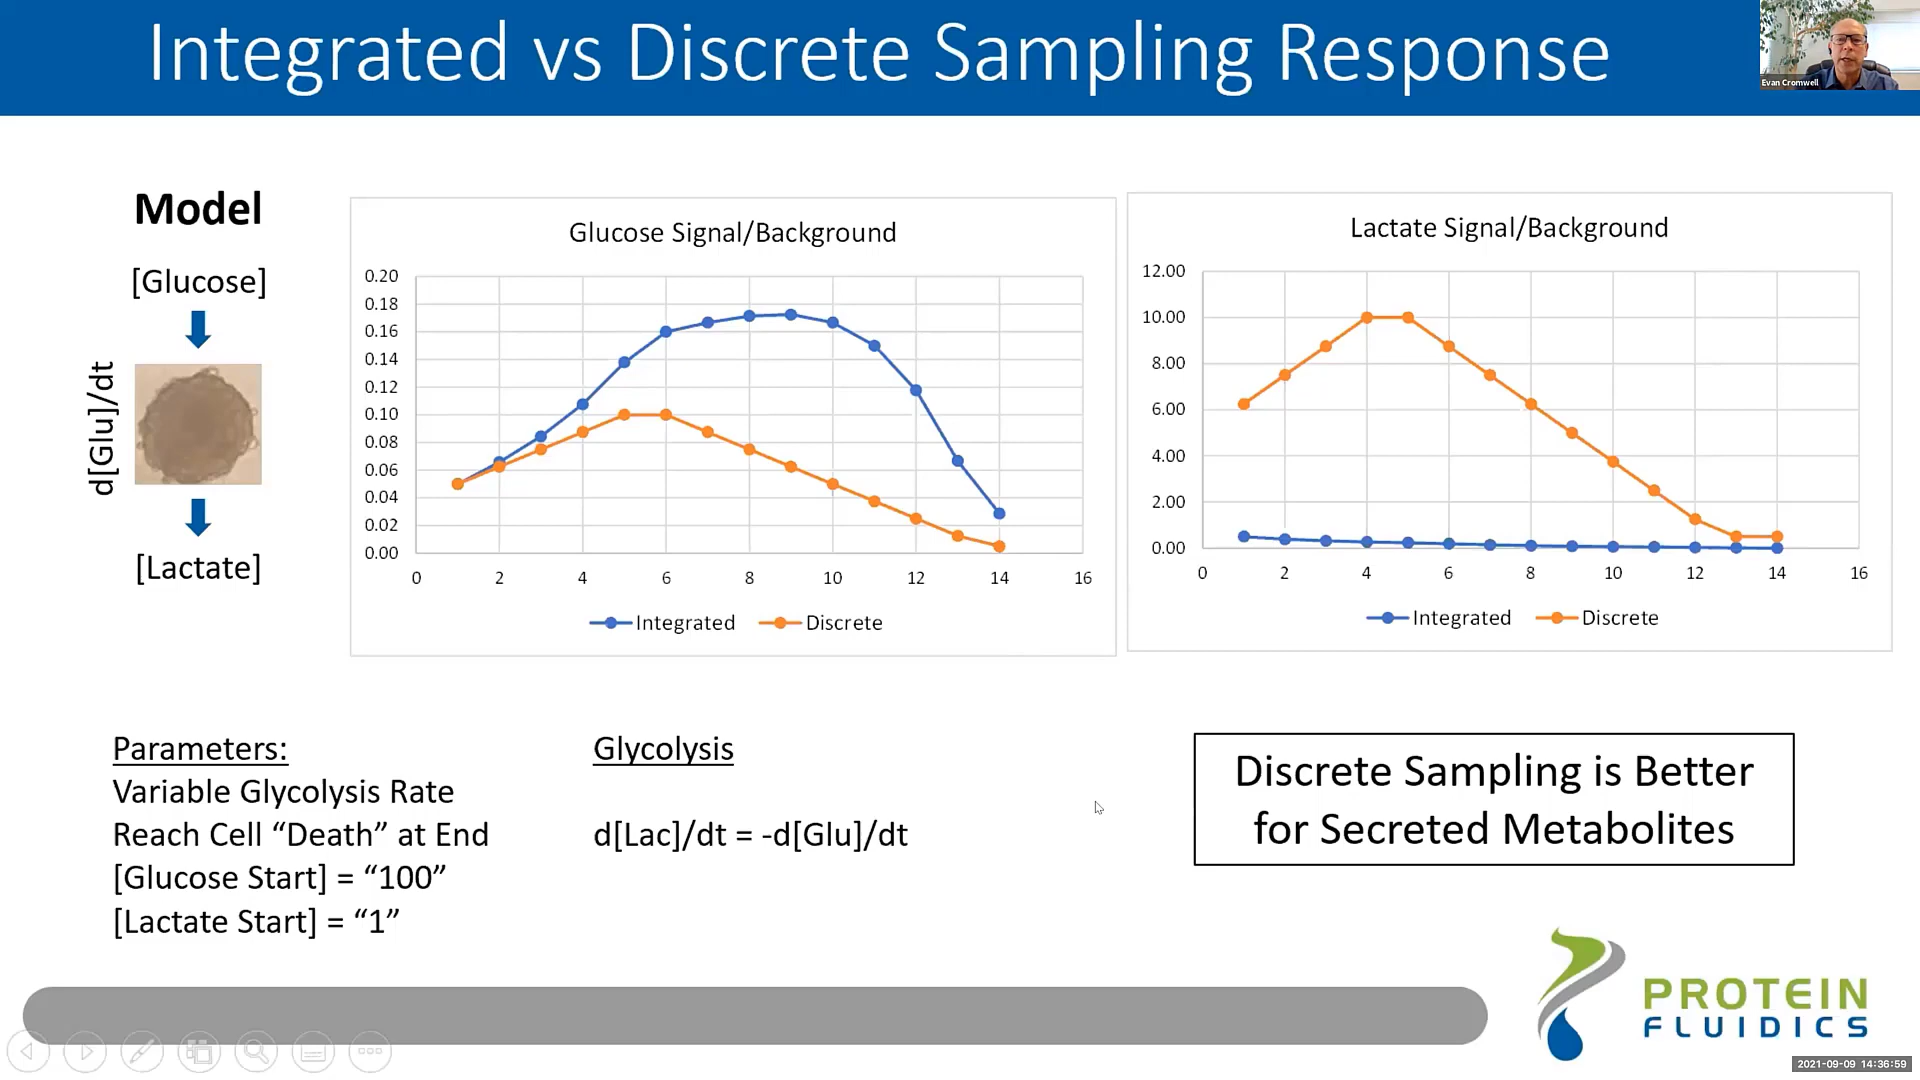 Integrated vs Discrete Sampling Response
Evan Cromwell
Model
[Glucose]
d[Glu]/dt
[Lactate]
Glucose Signal/Background
0.20
0.18
0.16
0.14
0.12
0.10
0.08
0.06
0.04
0.02
0.00
0 2 4 6 8 10 12 14 16
Integrated Discrete
Lactate Signal/Background
12.00
10.00
8.00
6.00
4.00
2.00
0.00
0 2 4 6 8 10 12 14 16
Integrated Discrete
Parameters:
Variable Glycolysis Rate
Reach Cell “Death” at End
[Glucose Start] = “100”
[Lactate Start] = “1”
Glycolysis
d[Lac]/dt = -d[Glu]/dt
Discrete Sampling is Better
for Secreted Metabolites
PROTEIN
FLUIDICS
2021-09-09 14:36:59